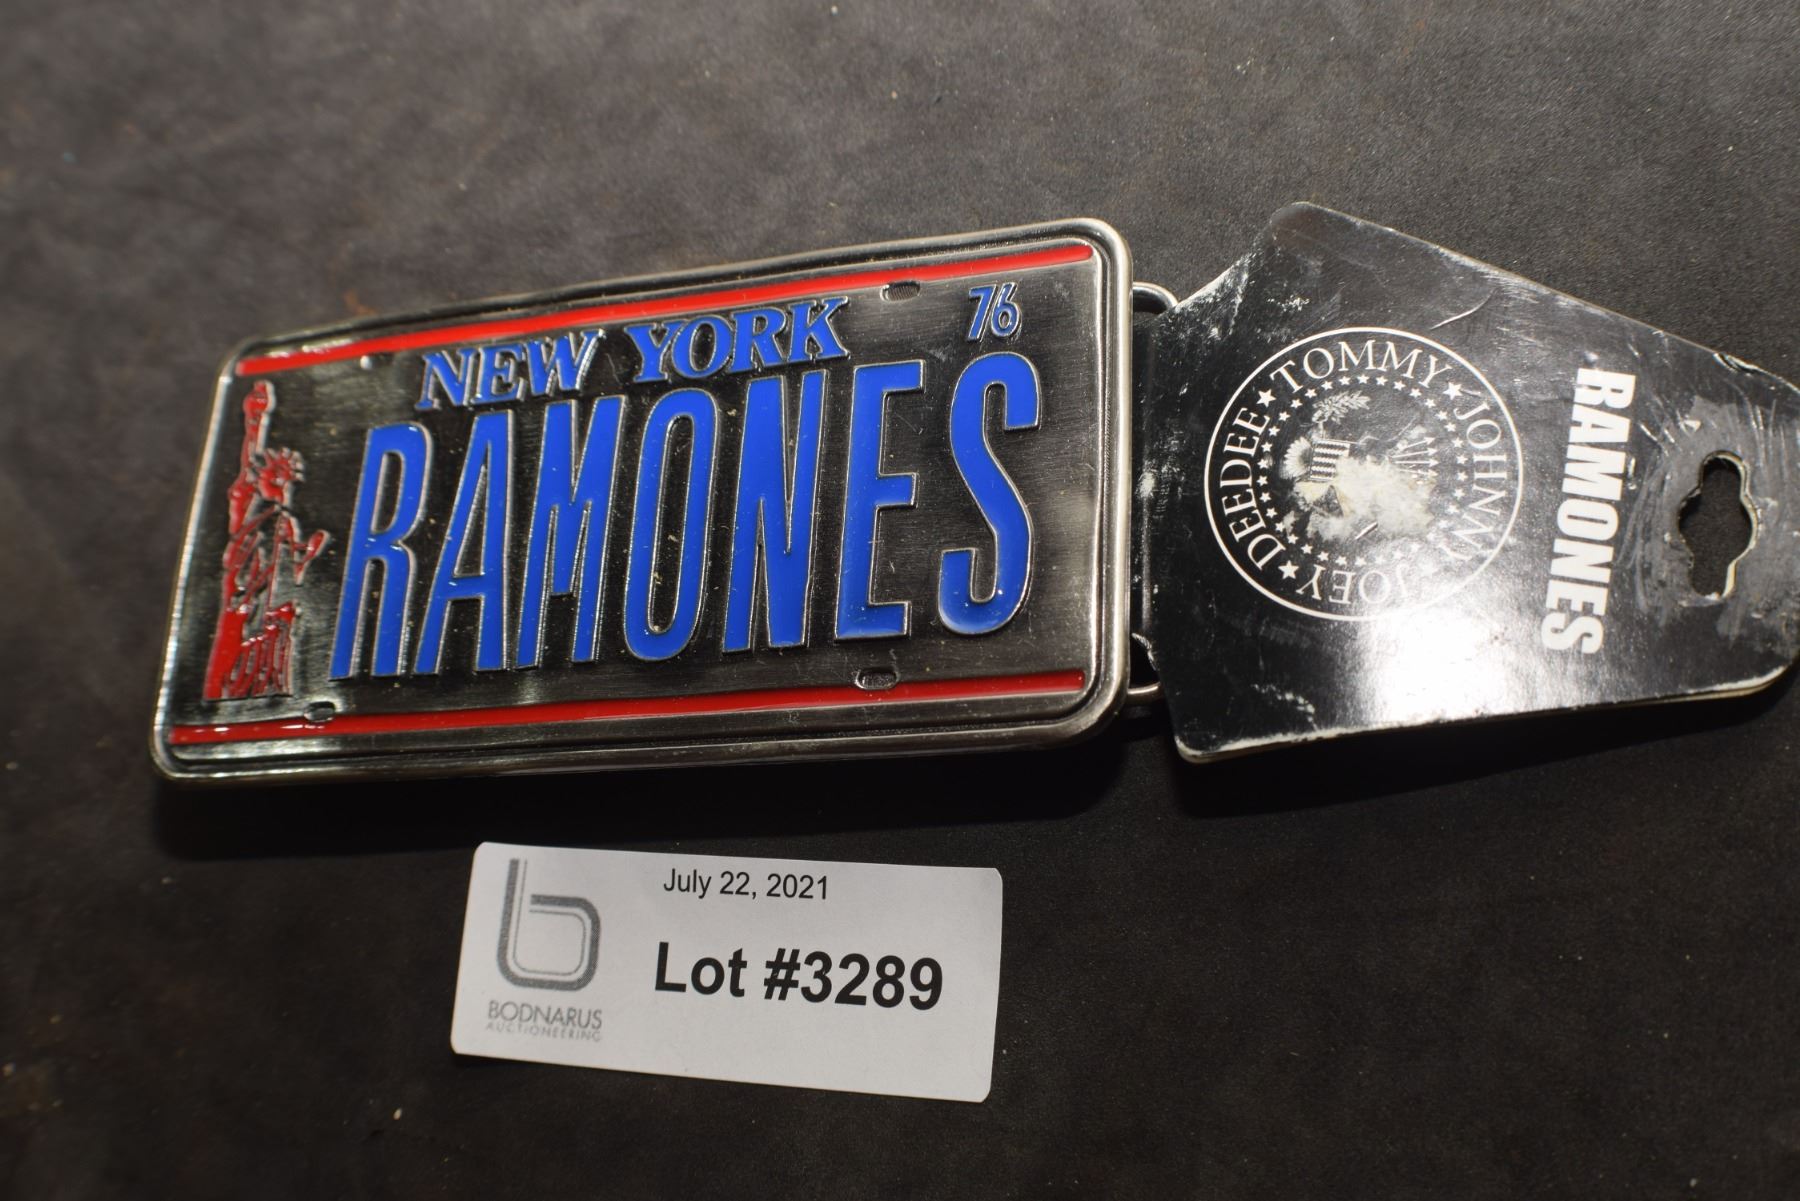 NEW YORK
76
RAMONES
RAMONES
TOMMY ★ JOHNNY
JOEY ★ DEEDEE ★
July 22, 2021
Lot #3289
BODNARUS
AUCTIONEERING